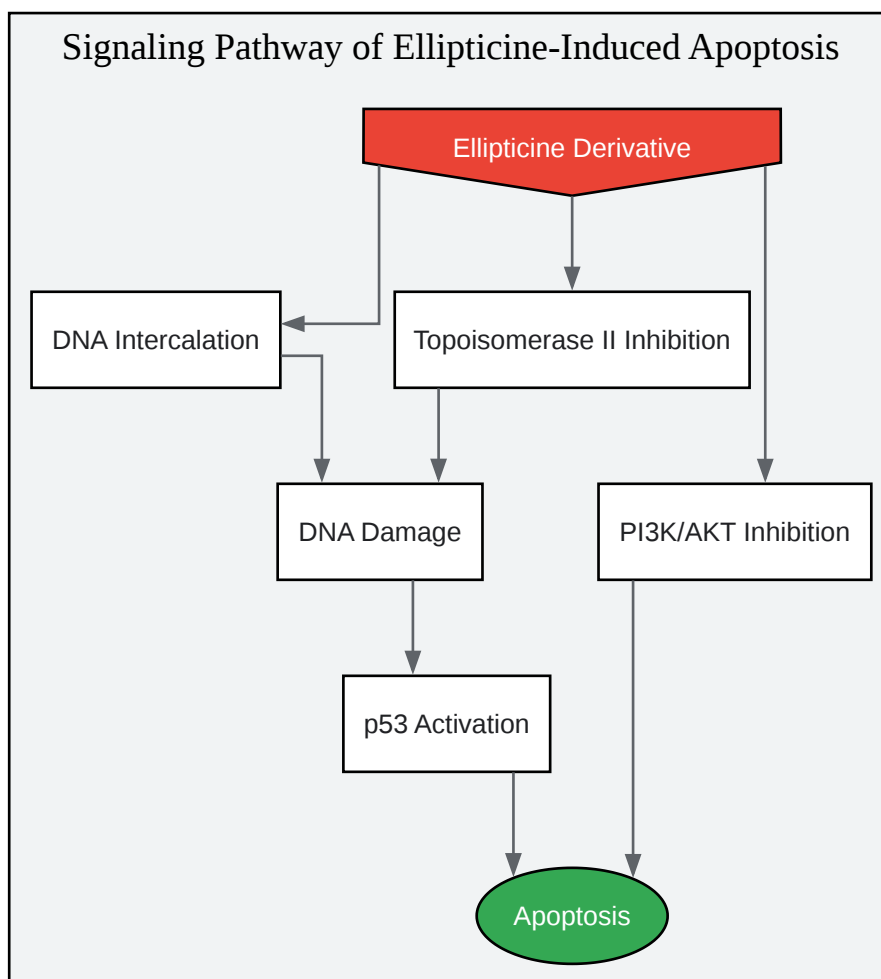 Signaling Pathway of Ellipticine-Induced Apoptosis
Ellipticine Derivative
DNA Intercalation
Topoisomerase II Inhibition
DNA Damage
PI3K/AKT Inhibition
p53 Activation
Apoptosis